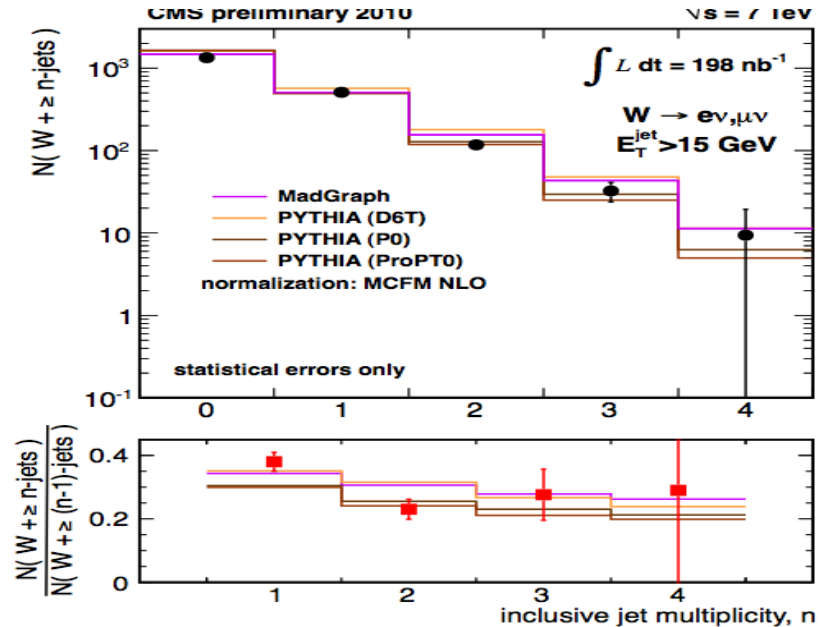 CMS preliminary 2010 √s = 7 TeV
N( W + ≥ n-jets )
10³
10²
10
1
10⁻¹
∫ L dt = 198 nb⁻¹
W → eν,μν
E_T^jet >15 GeV
MadGraph
PYTHIA (D6T)
PYTHIA (P0)
PYTHIA (ProPT0)
normalization: MCFM NLO
statistical errors only
0 1 2 3 4
N( W + ≥ n-jets )
N( W + ≥ (n-1)-jets )
0.4
0.2
0
1 2 3 4
inclusive jet multiplicity, n